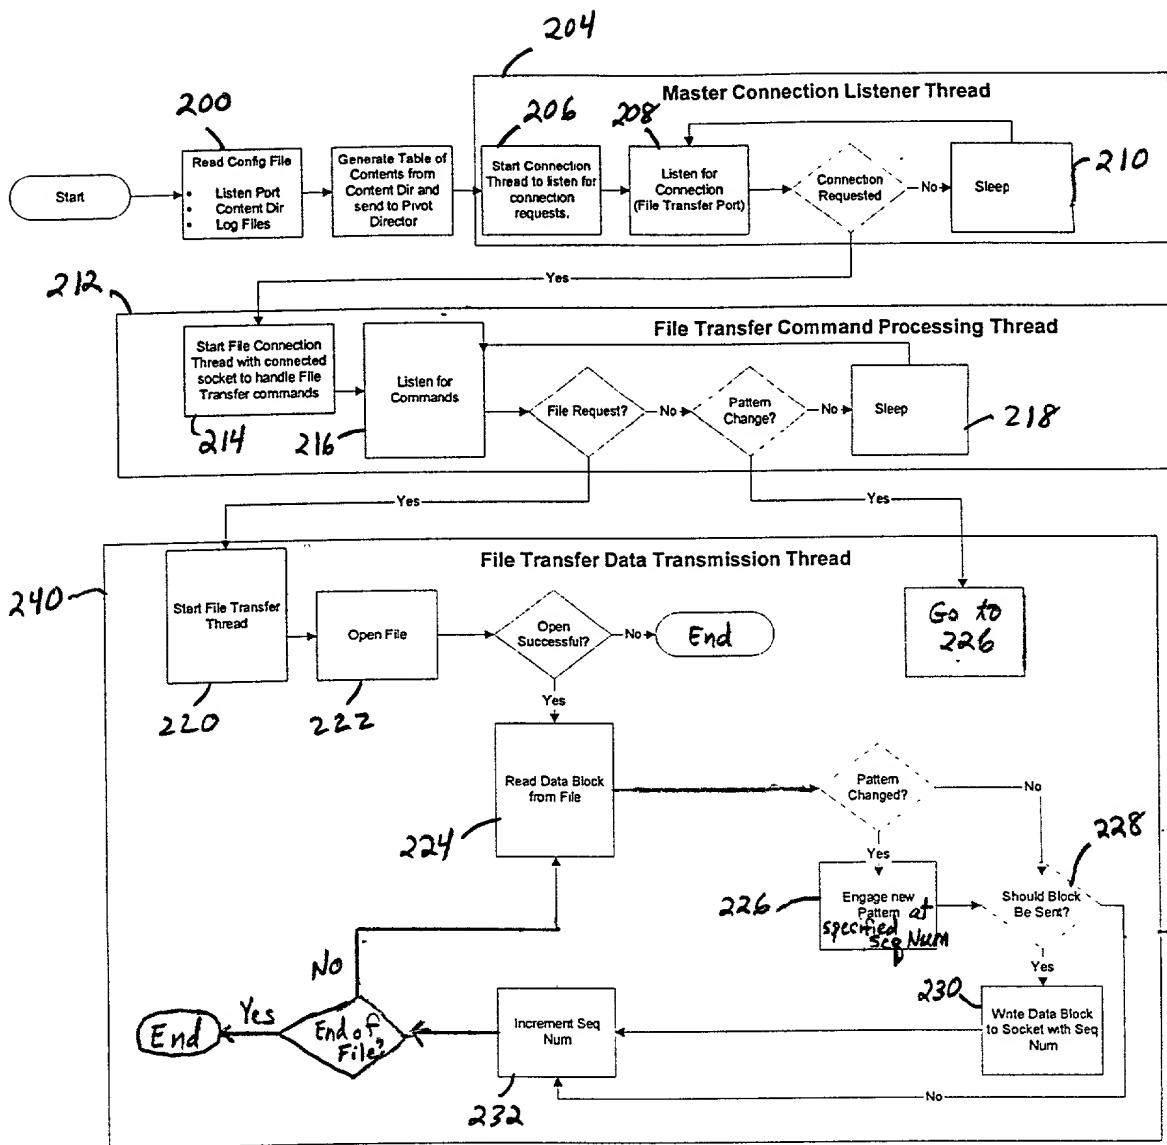 204
Master Connection Listener Thread
200
206
208
210
Start
Read Config File
• Listen Port
• Content Dir
• Log Files
Generate Table of
Contents from
Content Dir and
send to Pivot
Director
Start Connection
Thread to listen for
connection
requests.
Listen for
Connection
(File Transfer Port)
Connection
Requested
No
Sleep
Yes
212
File Transfer Command Processing Thread
Start File Connection
Thread with connected
socket to handle File
Transfer commands
214
Listen for
Commands
216
File Request?
No
Pattern
Change?
No
Sleep
218
Yes
Yes
File Transfer Data Transmission Thread
240
Start File Transfer
Thread
220
Open File
222
Open
Successful?
No
End
Go to
226
Yes
Read Data Block
from File
224
Pattern
Changed?
No
228
Yes
226
Engage new
Pattern at
specified
seq Num
Should Block
Be Sent?
Yes
230
Write Data Block
to Socket with Seq
Num
No
End
Yes
End of
File?
No
Increment Seq
Num
232